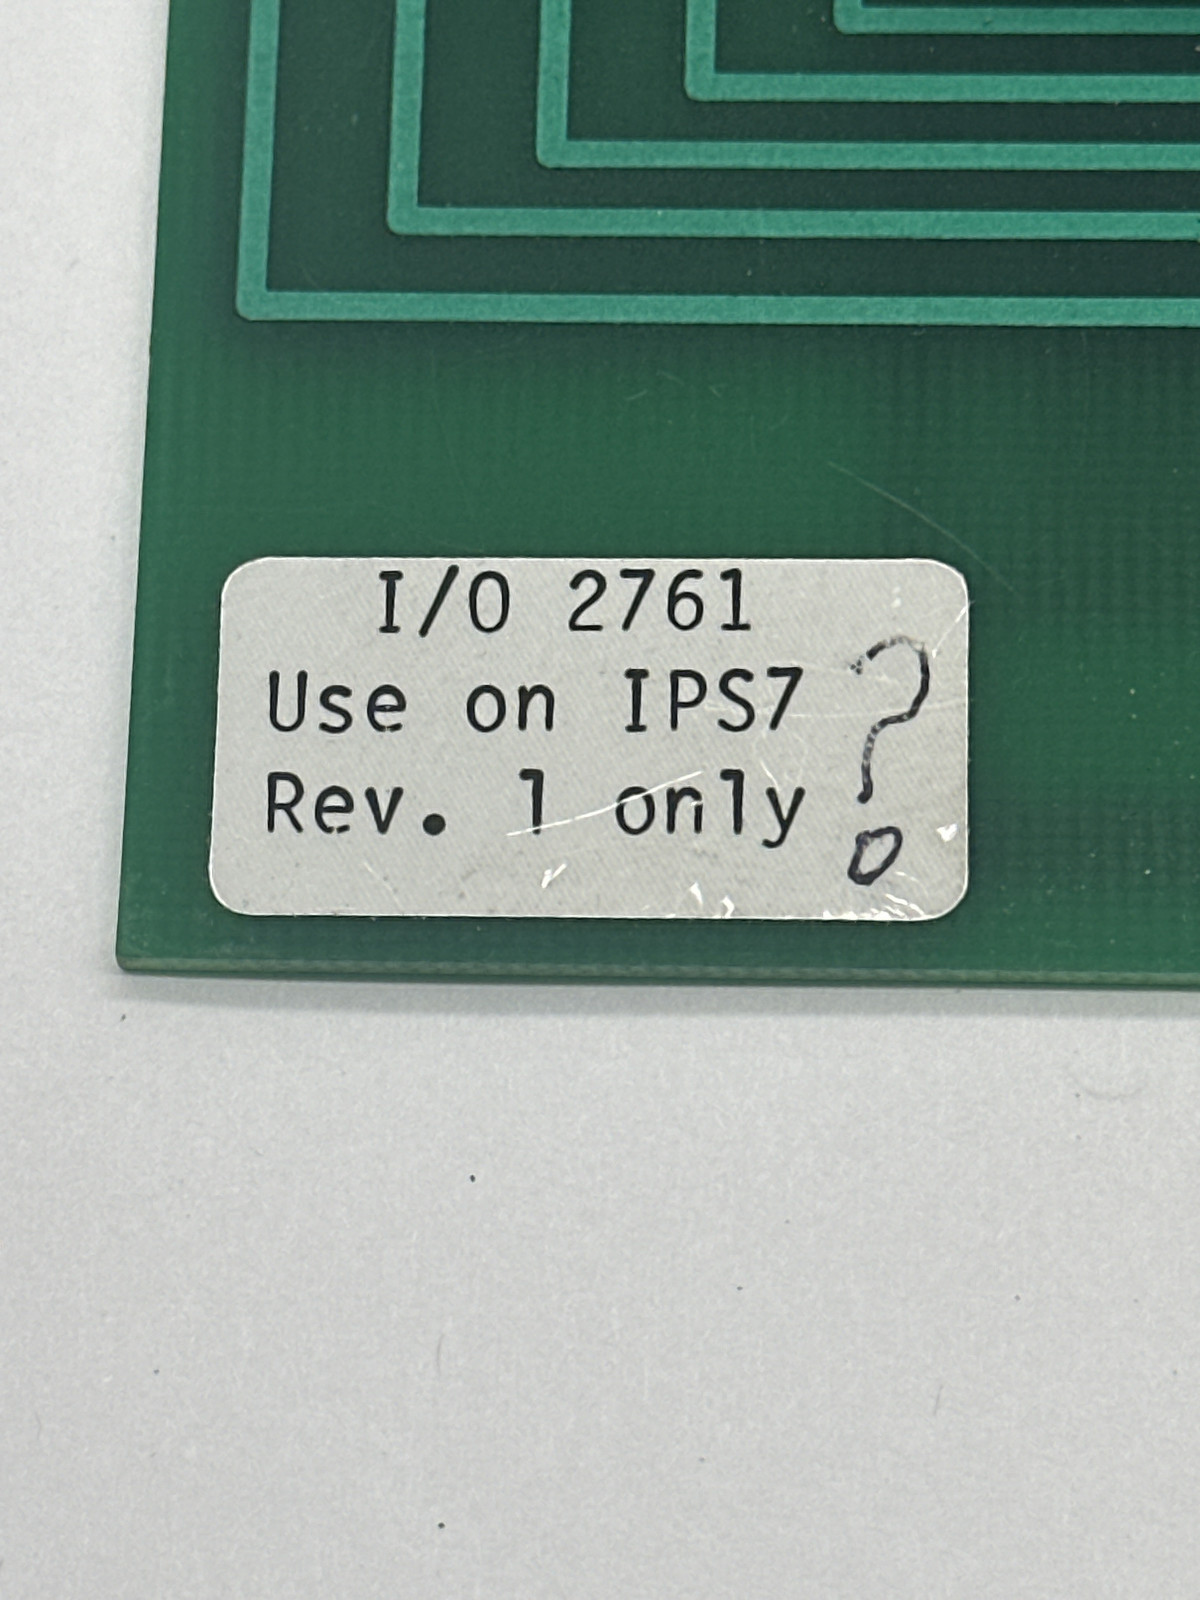 I/O 2761
Use on IPS7
Rev. 1 only ?